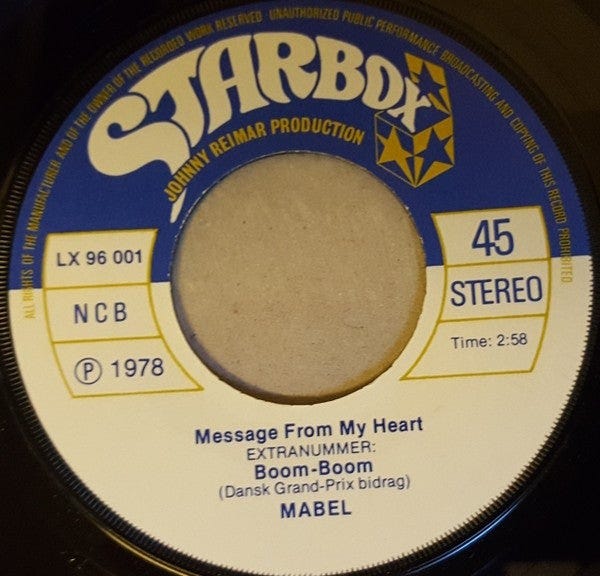 ALL RIGHTS OF THE MANUFACTURER AND OF THE OWNER OF THE RECORDED WORK RESERVED UNAUTHORIZED PUBLIC PERFORMANCE BROADCASTING AND COPYING OF THIS RECORD PROHIBITED
STARBOX
JOHNNY REIMAR PRODUCTION
LX 96 001
NCB
℗ 1978
45
STEREO
Time: 2:58
Message From My Heart
EXTRANUMMER:
Boom-Boom
(Dansk Grand-Prix bidrag)
MABEL